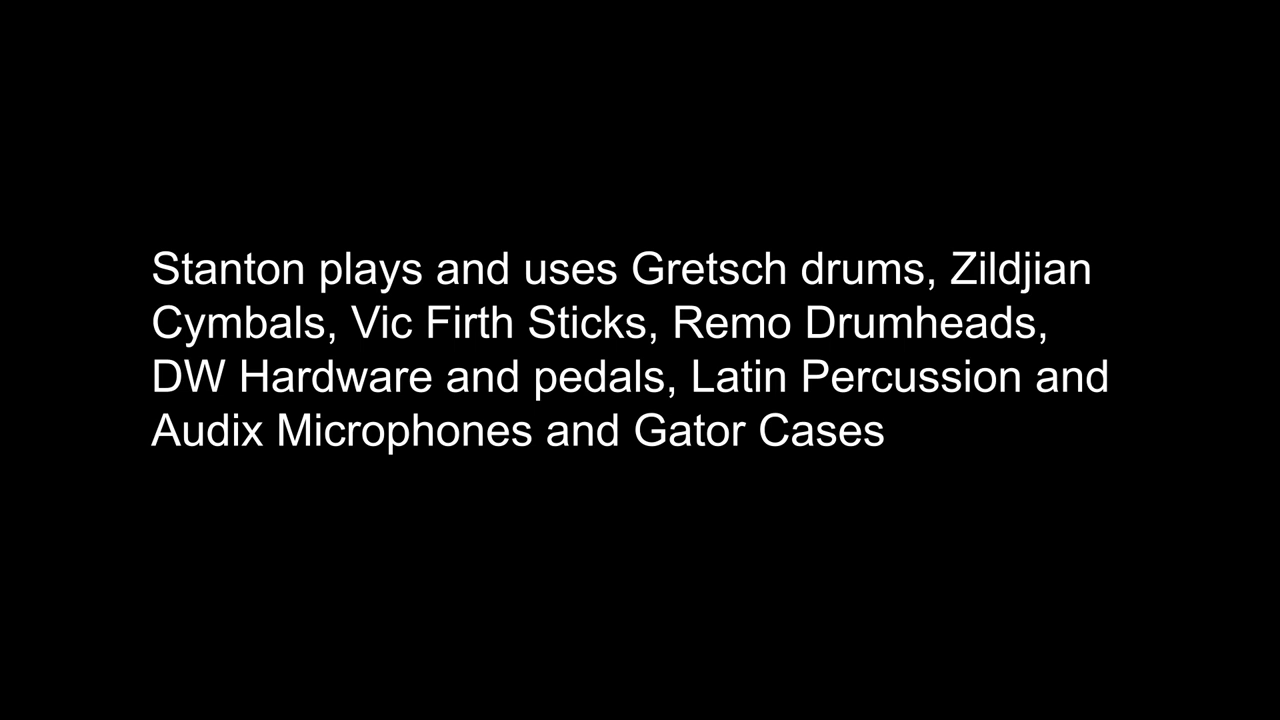 Stanton plays and uses Gretsch drums, Zildjian
Cymbals, Vic Firth Sticks, Remo Drumheads,
DW Hardware and pedals, Latin Percussion and
Audix Microphones and Gator Cases